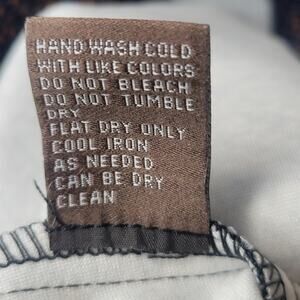 HAND WASH COLD
WITH LIKE COLORS
DO NOT BLEACH
DO NOT TUMBLE
DRY
FLAT DRY ONLY
COOL IRON
AS NEEDED
CAN BE DRY
CLEAN